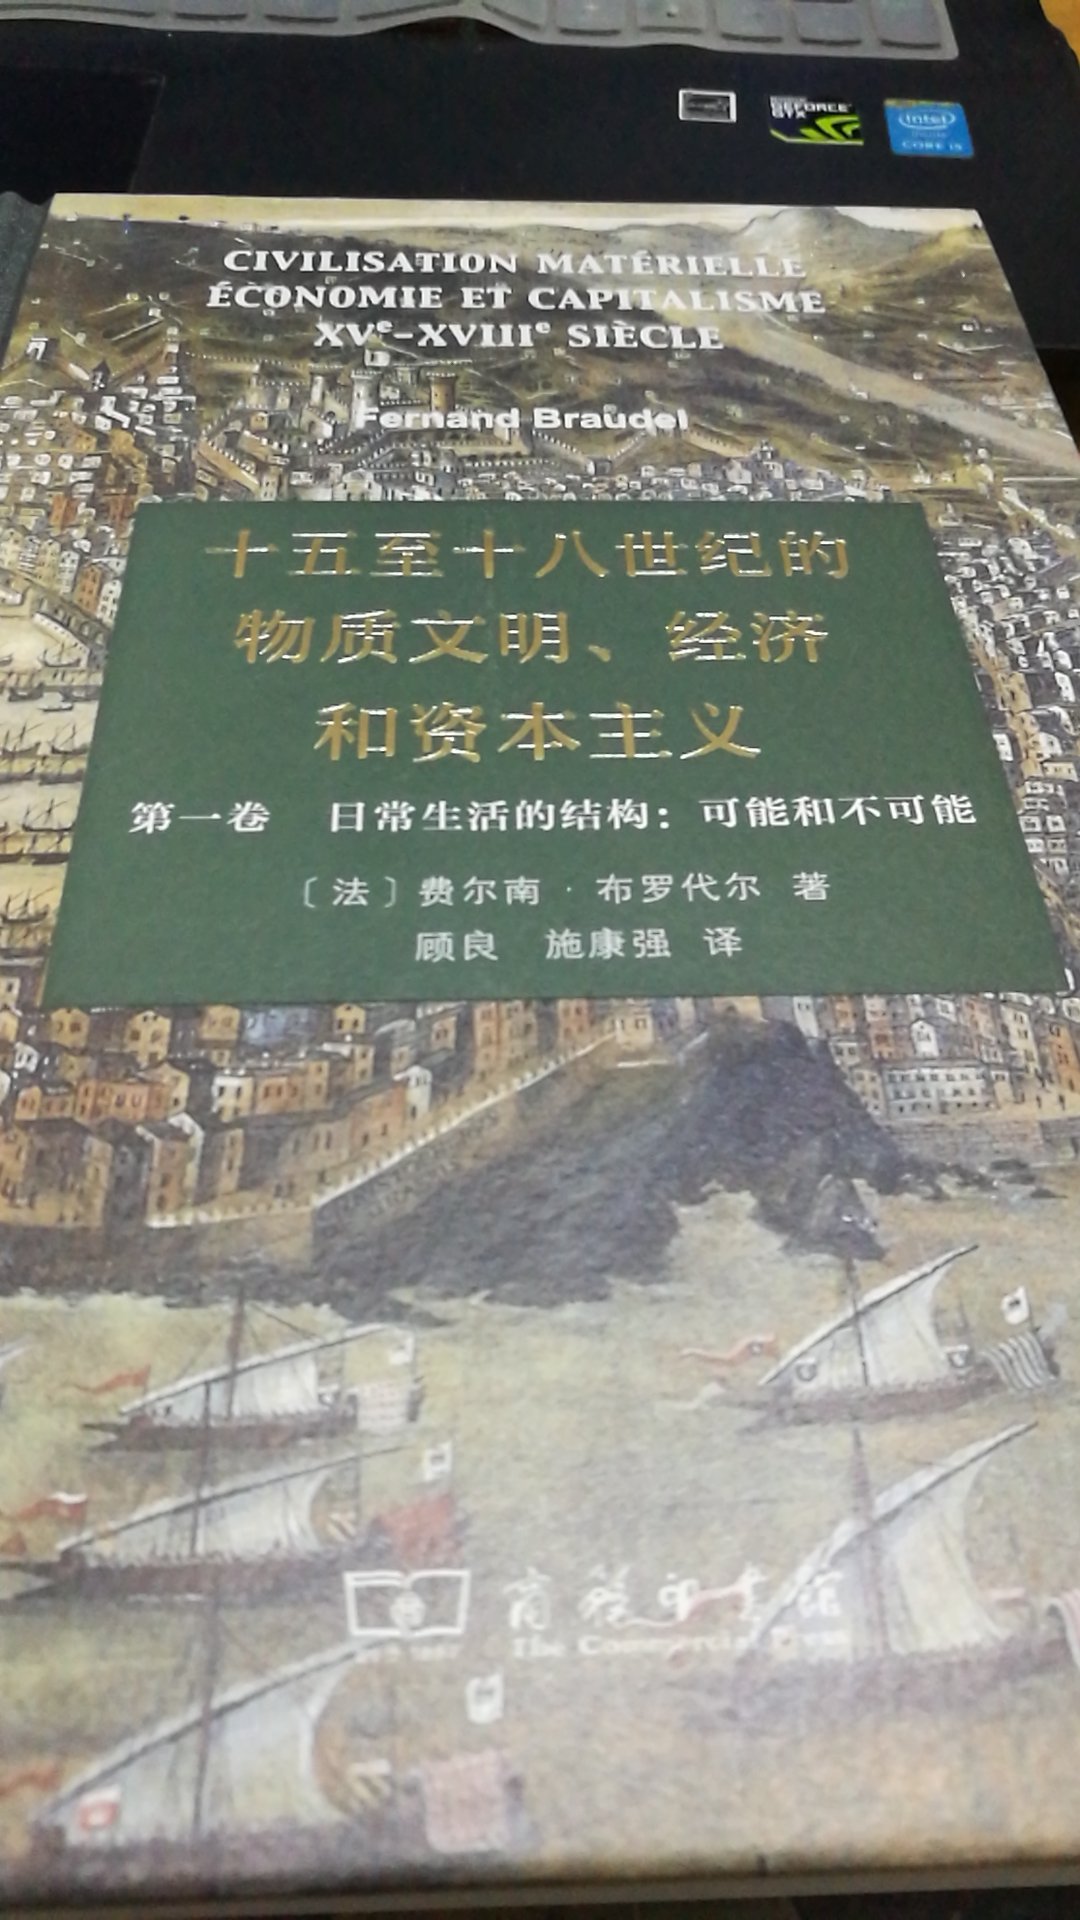 GEFORCE
GTX
intel
CORE i5
CIVILISATION MATÉRIELLE
ÉCONOMIE ET CAPITALISME
XVe-XVIIIe SIÈCLE
Fernand Braudel
十五至十八世纪的
物质文明、经济
和资本主义
第一卷 日常生活的结构：可能和不可能
〔法〕费尔南·布罗代尔 著
顾良 施康强 译
商务印书馆
The Commercial Press